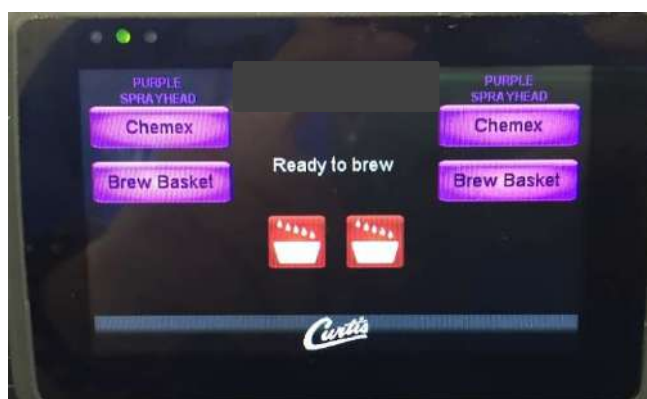 PURPLE
SPRAYHEAD
Chemex
Brew Basket
Ready to brew
PURPLE
SPRAYHEAD
Chemex
Brew Basket
Curtis